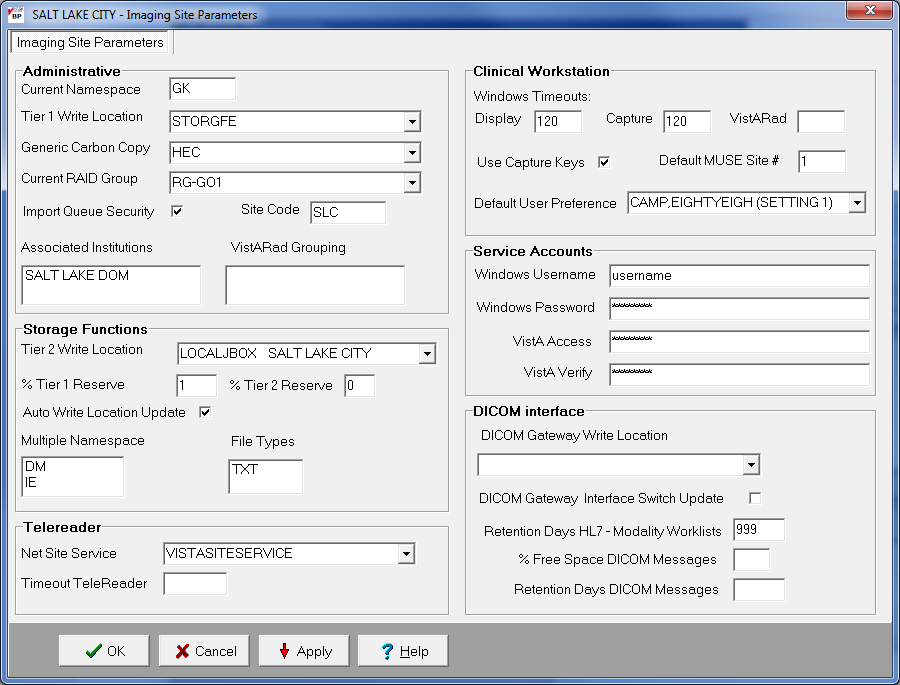 BP SALT LAKE CITY - Imaging Site Parameters
Imaging Site Parameters
Administrative
Current Namespace GK
Tier 1 Write Location STORGFE
Generic Carbon Copy HEC
Current RAID Group RG-GO1
Import Queue Security Site Code SLC
Associated Institutions VistARad Grouping
SALT LAKE DOM
Storage Functions
Tier 2 Write Location LOCALJBOX SALT LAKE CITY
% Tier 1 Reserve 1 % Tier 2 Reserve 0
Auto Write Location Update
Multiple Namespace File Types
DM TXT
IE
Telereader
Net Site Service VISTASITESERVICE
Timeout TeleReader
Clinical Workstation
Windows Timeouts:
Display 120 Capture 120 VistARad
Use Capture Keys Default MUSE Site # 1
Default User Preference CAMP,EIGHTYEIGH (SETTING 1)
Service Accounts
Windows Username username
Windows Password *********
VistA Access *********
VistA Verify *********
DICOM interface
DICOM Gateway Write Location
DICOM Gateway Interface Switch Update
Retention Days HL7 - Modality Worklists 999
% Free Space DICOM Messages
Retention Days DICOM Messages
OK Cancel Apply ? Help